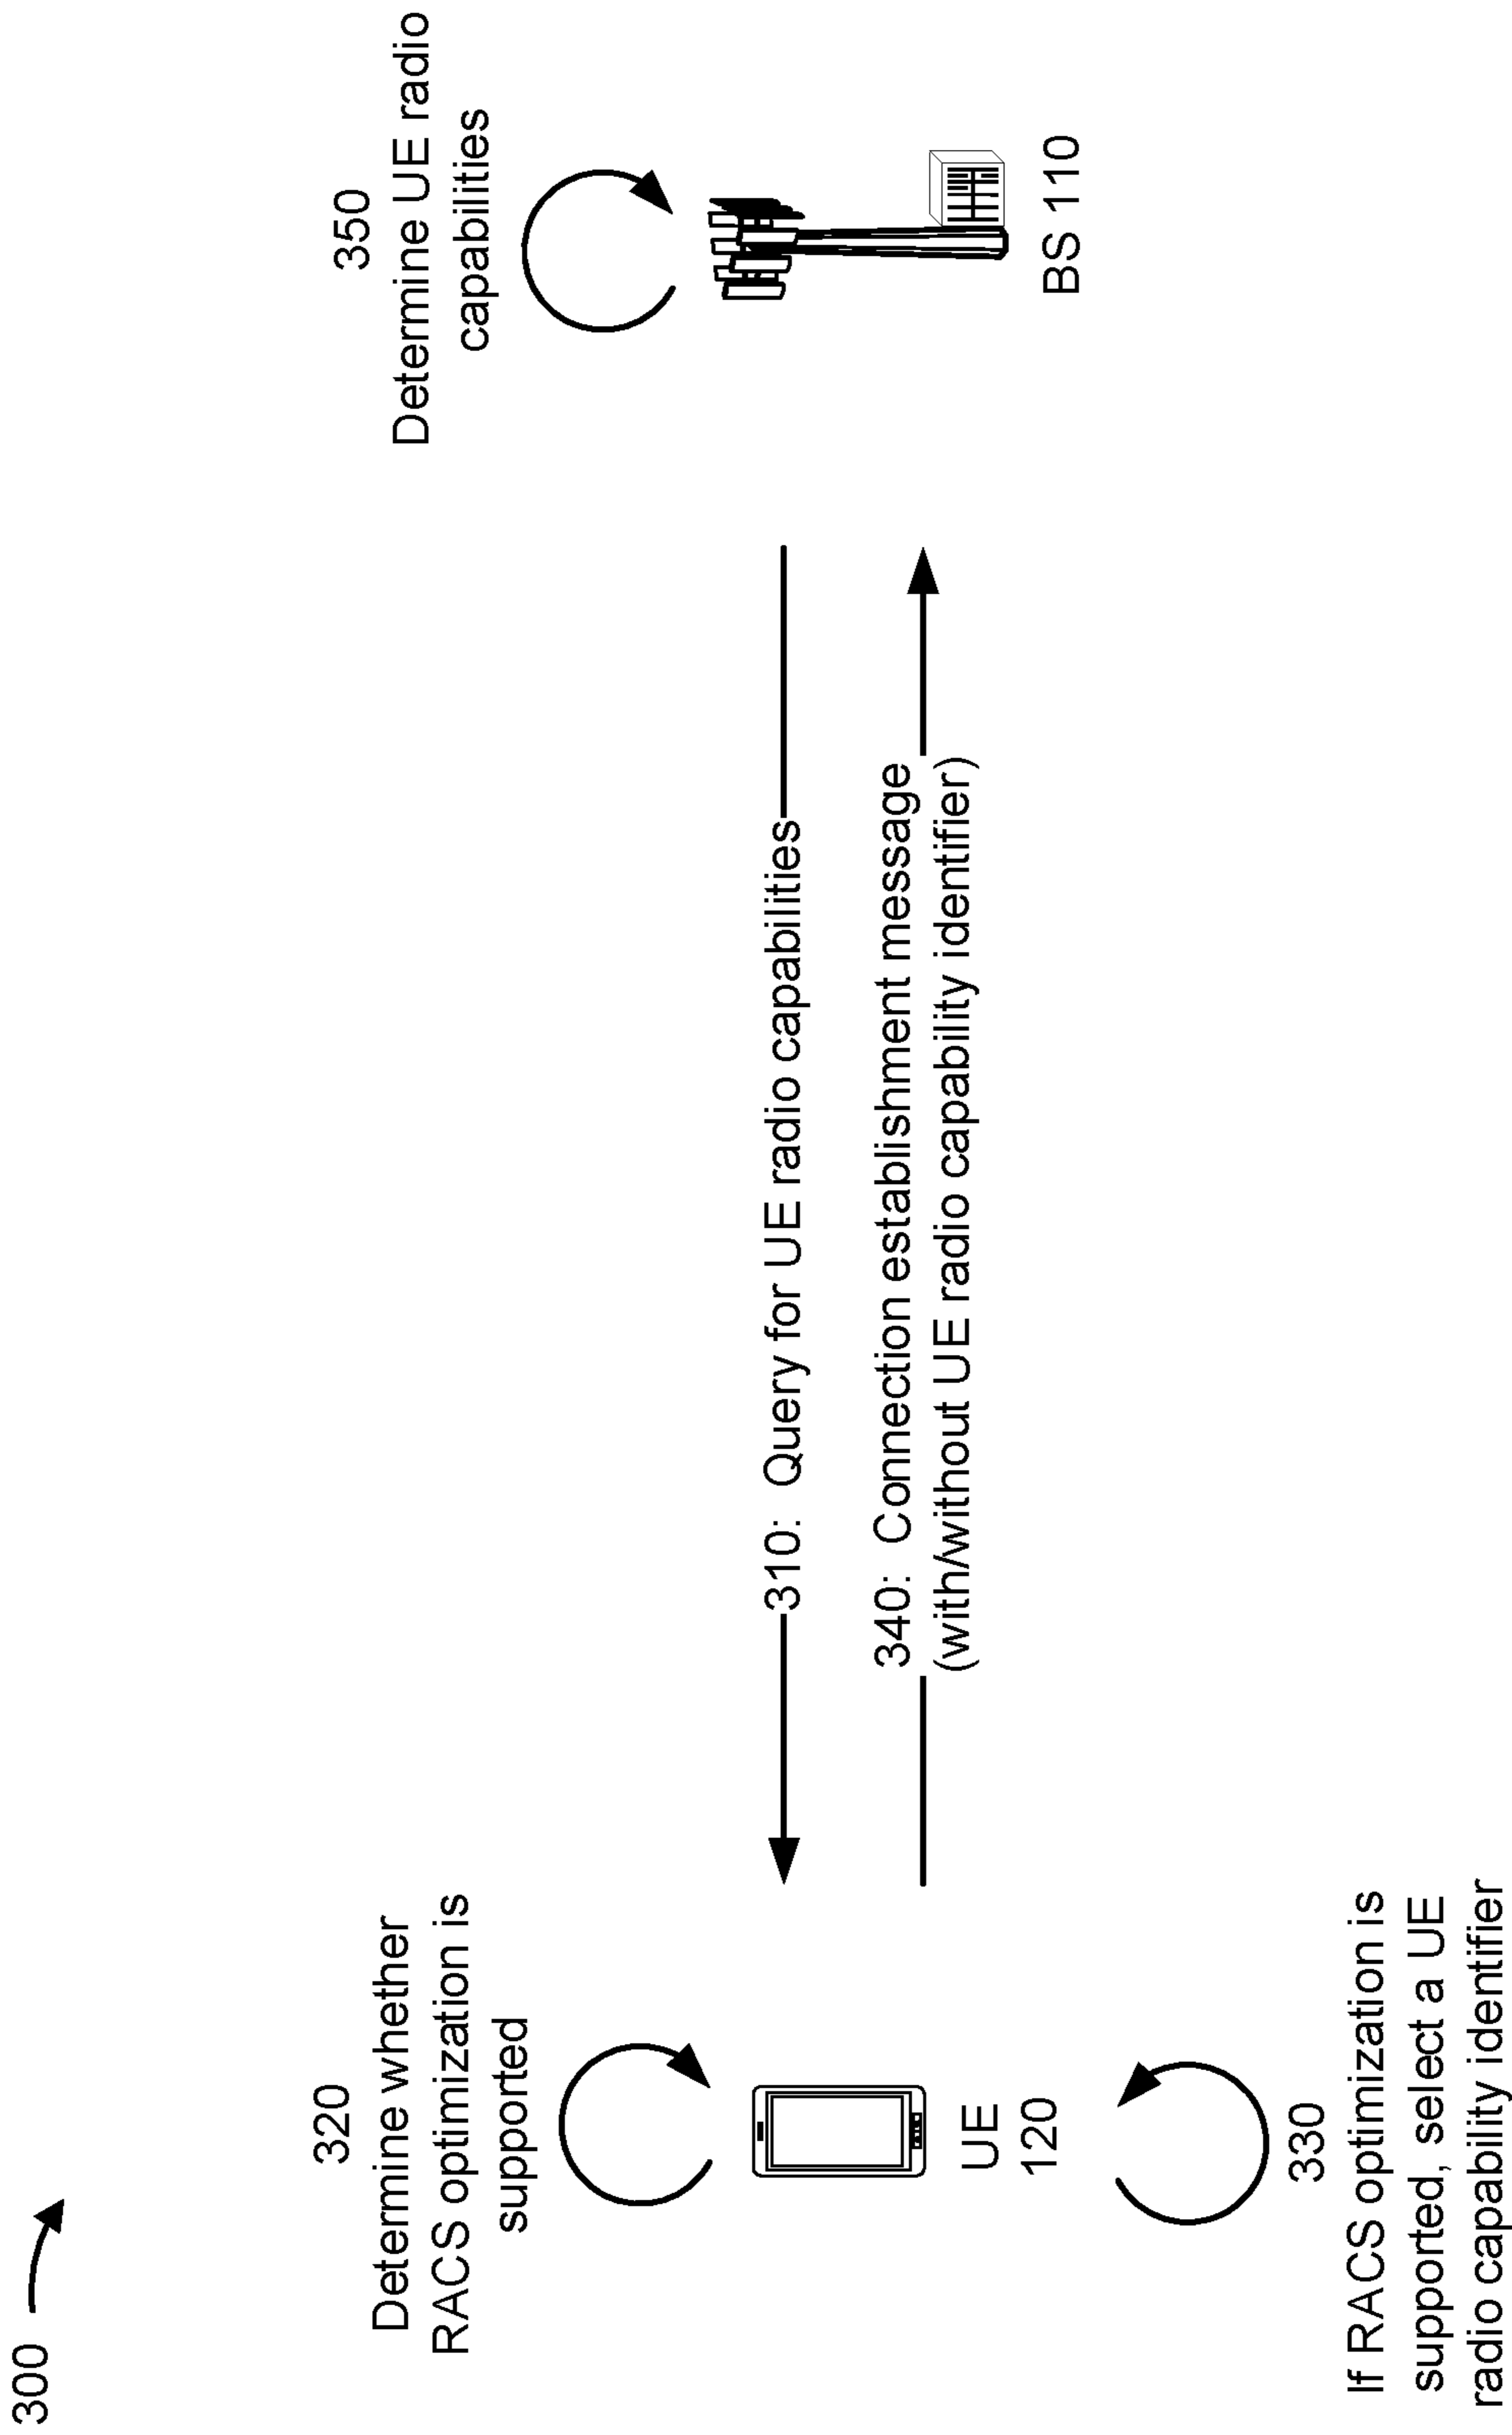 300
320
Determine whether
RACS optimization is
supported
350
Determine UE radio
capabilities
310: Query for UE radio capabilities
340: Connection establishment message
(with/without UE radio capability identifier)
UE
120
BS 110
330
If RACS optimization is
supported, select a UE
radio capability identifier